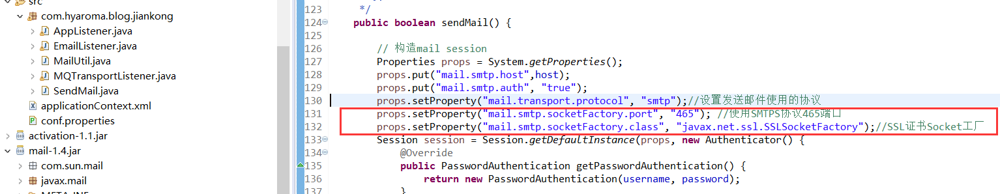 src
com.hyaroma.blog.jiankong
AppListener.java
EmailListener.java
MailUtil.java
MQTransportListener.java
SendMail.java
applicationContext.xml
conf.properties
activation-1.1.jar
mail-1.4.jar
com.sun.mail
javax.mail
META-INF
123 */
124 public boolean sendMail() {
125
126 // 构造mail session
127 Properties props = System.getProperties();
128 props.put("mail.smtp.host",host);
129 props.put("mail.smtp.auth", "true");
130 props.setProperty("mail.transport.protocol", "smtp");//设置发送邮件使用的协议
131 props.setProperty("mail.smtp.socketFactory.port", "465"); //使用SMTPS协议465端口
132 props.setProperty("mail.smtp.socketFactory.class", "javax.net.ssl.SSLSocketFactory");//SSL证书Socket工厂
133 Session session = Session.getDefaultInstance(props, new Authenticator() {
134 @Override
135 public PasswordAuthentication getPasswordAuthentication() {
136 return new PasswordAuthentication(username, password);
137 }